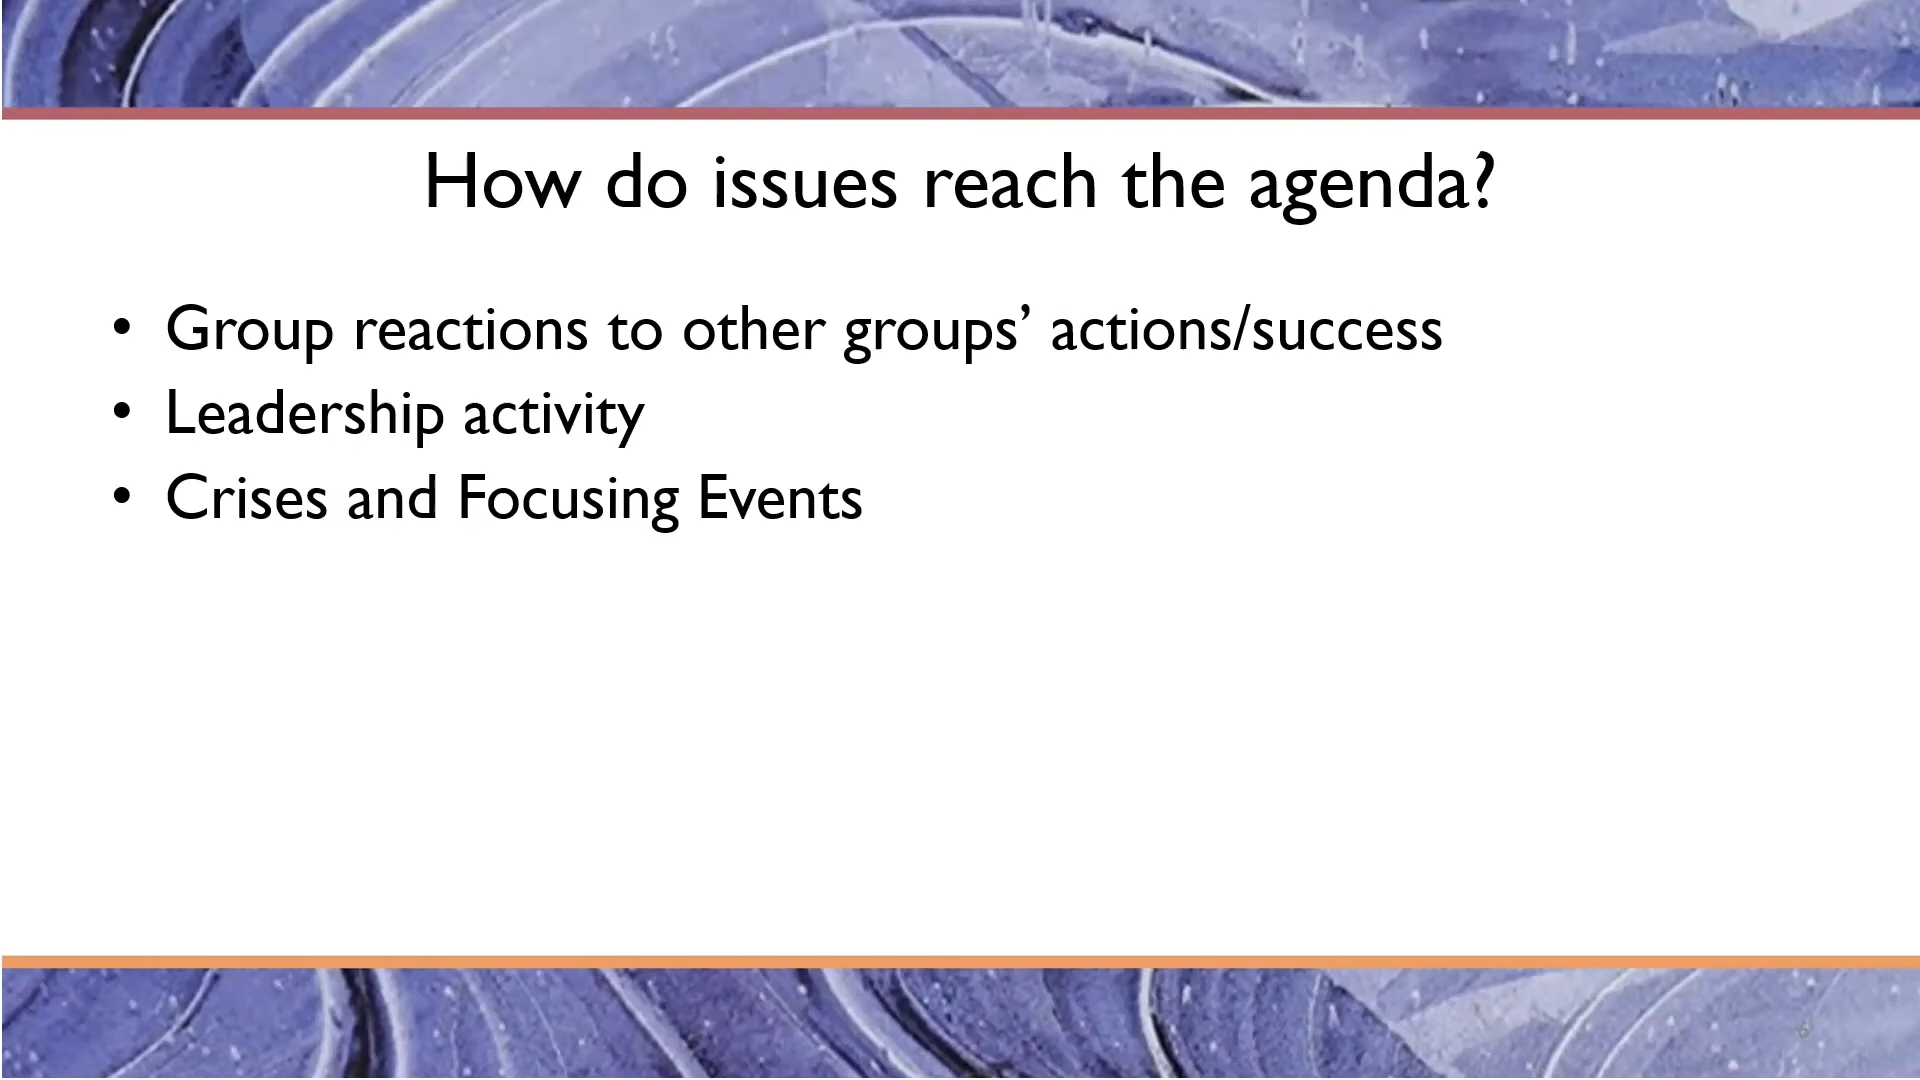 How do issues reach the agenda?
• Group reactions to other groups’ actions/success
• Leadership activity
• Crises and Focusing Events
6